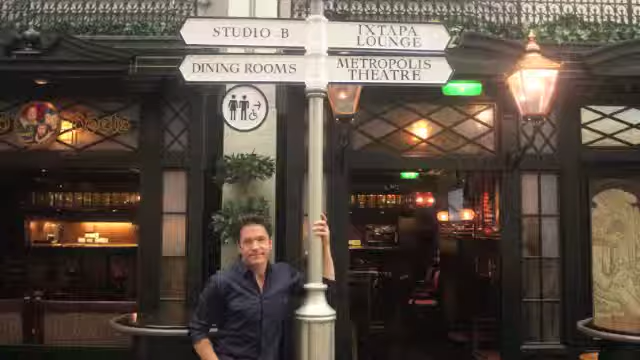 STUDIO B
IXTAPA
LOUNGE
DINING ROOMS
METROPOLIS
THEATRE